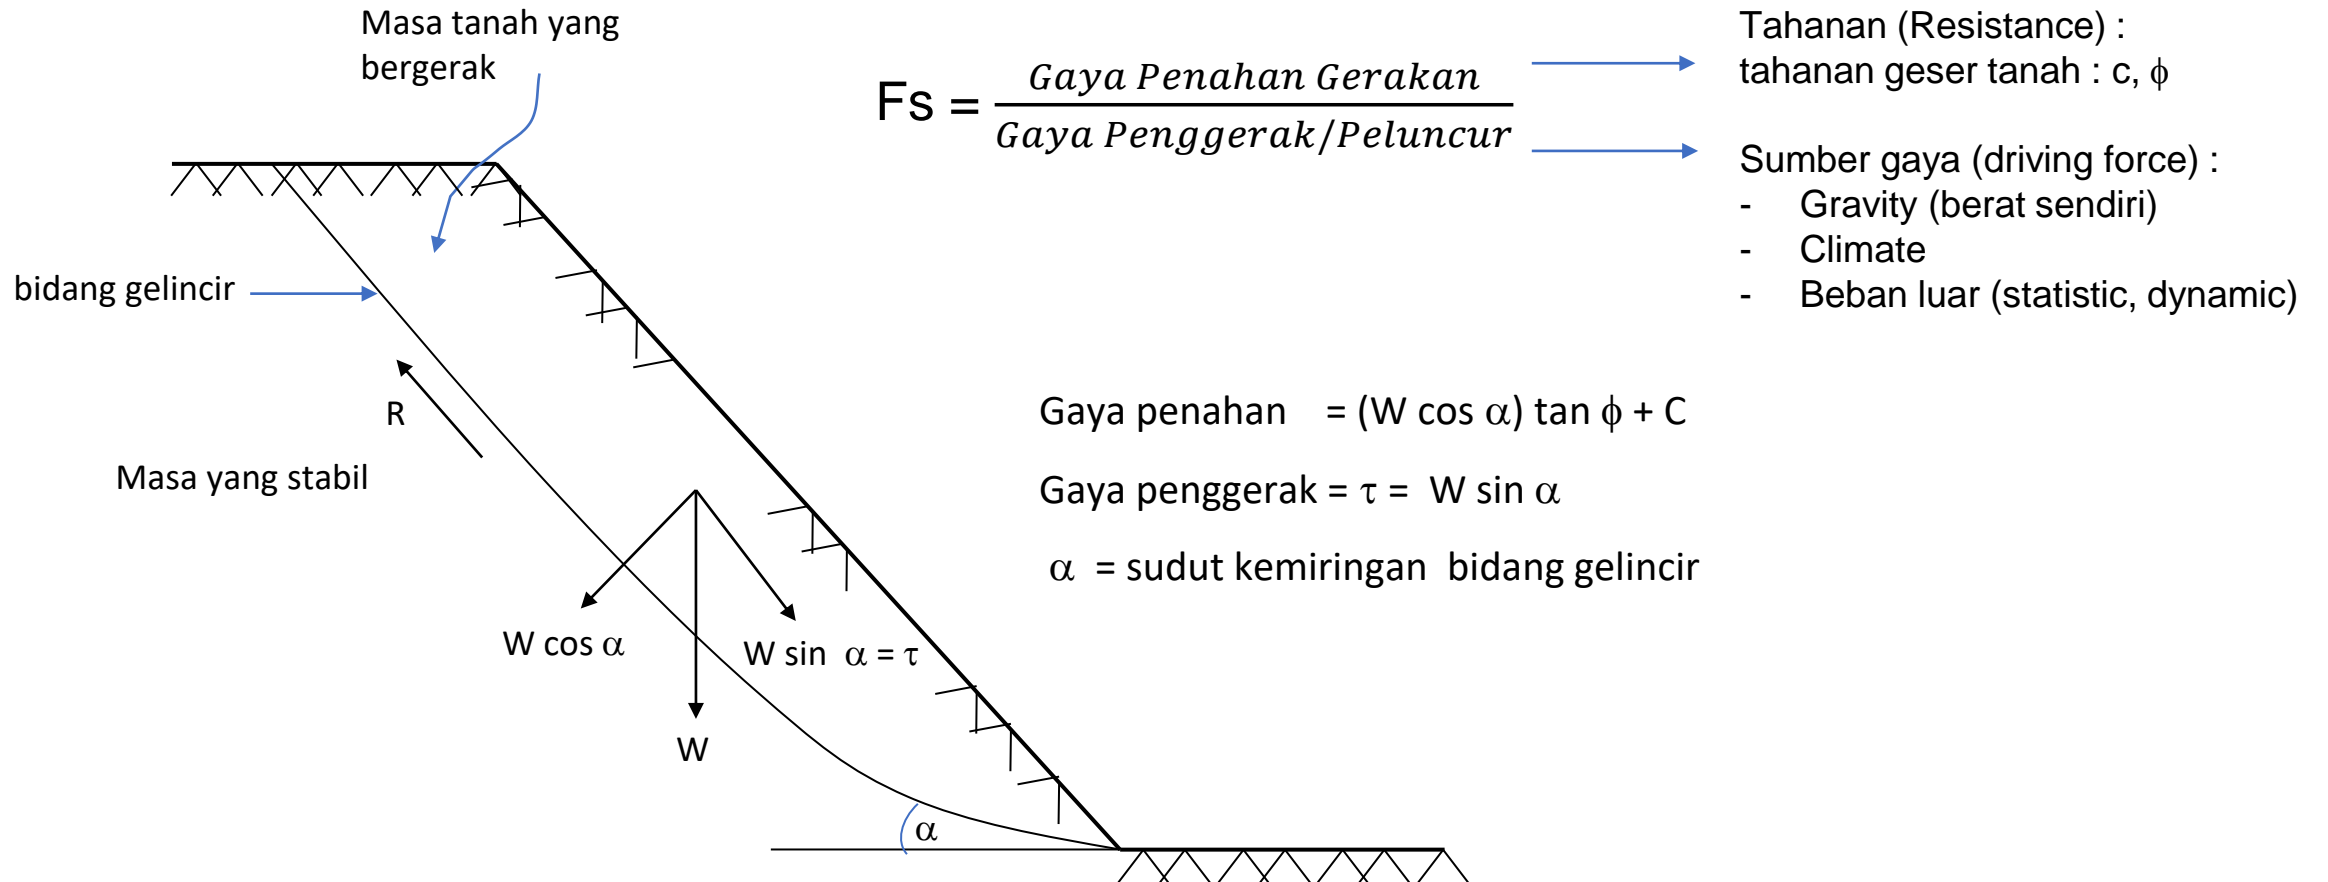 Masa tanah yang
bergerak
Fs = Gaya Penahan Gerakan
Gaya Penggerak/Peluncur
Tahanan (Resistance) :
tahanan geser tanah : c, ϕ
Sumber gaya (driving force) :
- Gravity (berat sendiri)
- Climate
- Beban luar (statistic, dynamic)
bidang gelincir
R
Masa yang stabil
Gaya penahan = (W cos α) tan ϕ + C
Gaya penggerak = τ = W sin α
α = sudut kemiringan bidang gelincir
W cos α
W sin α = τ
W
α